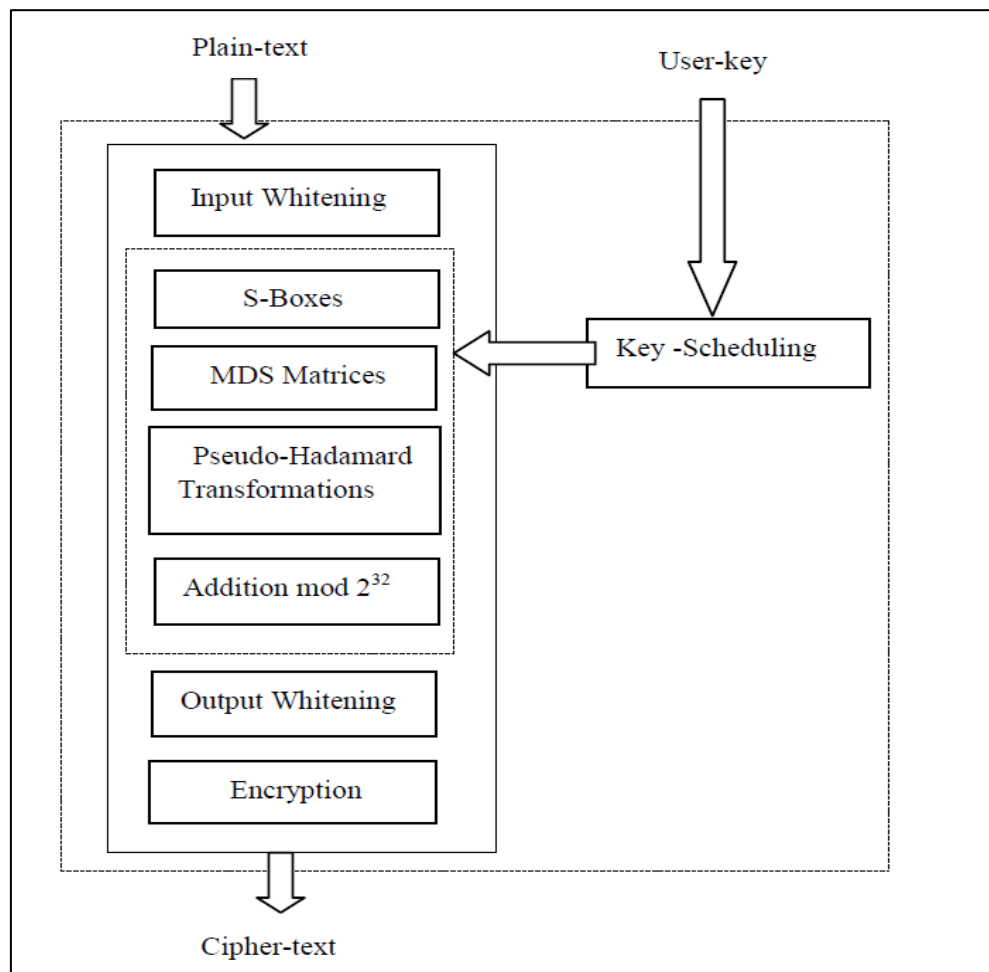 Plain-text
User-key
Input Whitening
S-Boxes
Key -Scheduling
MDS Matrices
Pseudo-Hadamard
Transformations
Addition mod 2³²
Output Whitening
Encryption
Cipher-text